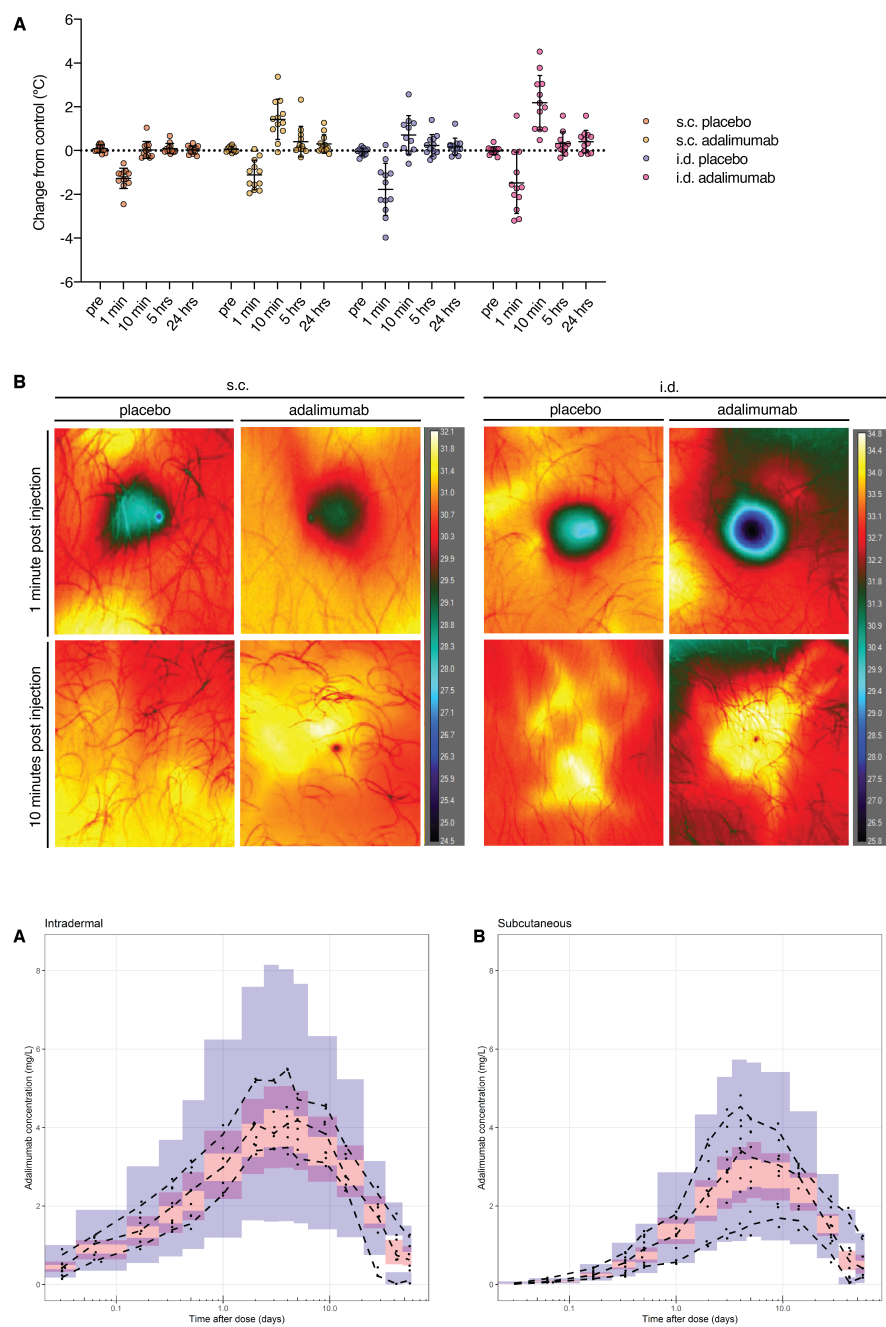 A
6
4
2
0
-2
-4
-6
Change from control (°C)
pre
1 min
10 min
5 hrs
24 hrs
pre
1 min
10 min
5 hrs
24 hrs
pre
1 min
10 min
5 hrs
24 hrs
pre
1 min
10 min
5 hrs
24 hrs
s.c. placebo
s.c. adalimumab
i.d. placebo
i.d. adalimumab
B
s.c.
i.d.
placebo
adalimumab
placebo
adalimumab
1 minute post injection
10 minutes post injection
32.1
31.8
31.4
31.0
30.7
30.3
29.9
29.5
29.1
28.8
28.3
28.0
27.5
27.1
26.7
26.3
25.9
25.4
25.0
24.5
34.8
34.4
33.8
33.6
33.1
32.7
32.2
31.8
31.3
30.9
30.4
29.9
29.5
29.0
28.5
28.0
27.5
27.0
26.5
25.8
A
Intradermal
8
6
4
2
0
Adalimumab concentration (mg/L)
0.1
1.0
10.0
Time after dose (days)
B
Subcutaneous
8
6
4
2
0
Adalimumab concentration (mg/L)
0.1
1.0
10.0
Time after dose (days)